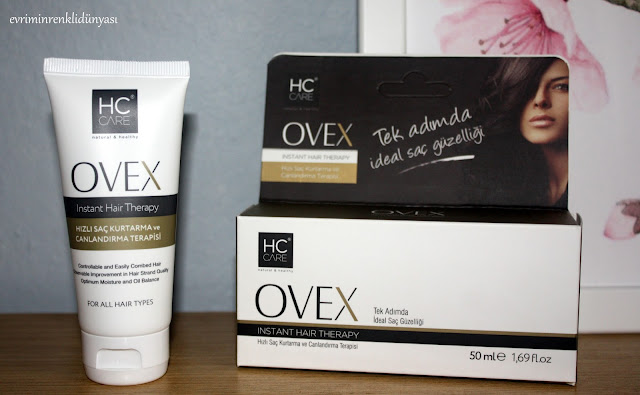 evriminrenklidünyası
HC
CARE
natural & healthy
OVEX
Instant Hair Therapy
HIZLI SAÇ KURTARMA ve
CANLANDIRMA TERAPİSİ
Controllable and Easily Combed Hair
Improvement in Hair Strand Quality
Optimum Moisture and Oil Balance
FOR ALL HAIR TYPES
HC
CARE
OVEX
INSTANT HAIR THERAPY
Hızlı Saç Kurtarma ve
Canlandırma Terapisi
Tek adımda
ideal saç güzelliği
HC
CARE
natural & healthy
OVEX
Tek Adımda
İdeal Saç Güzelliği
INSTANT HAIR THERAPY
Hızlı Saç Kurtarma ve Canlandırma Terapisi
50 ml e 1,69 fl.oz